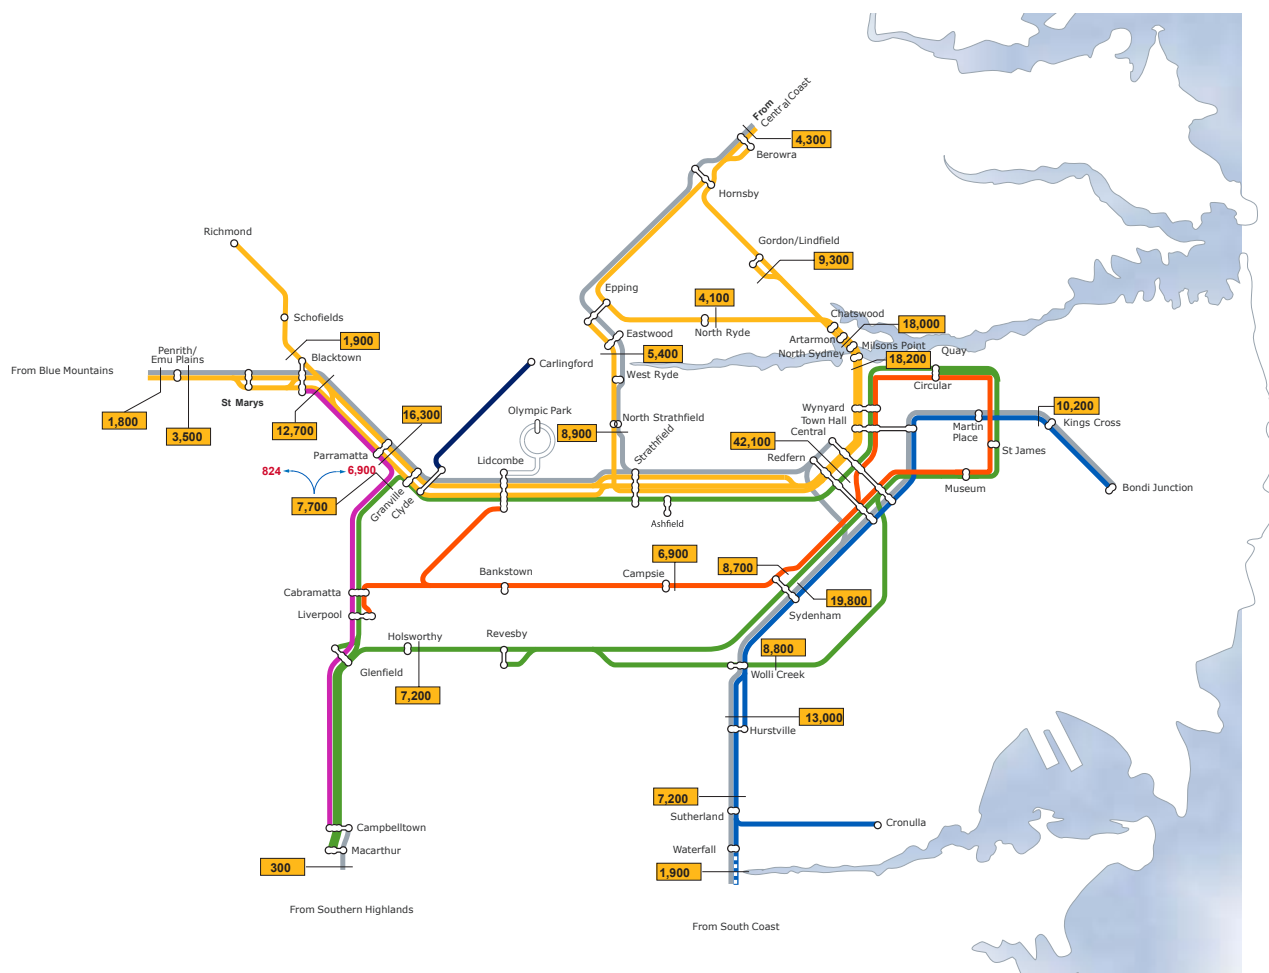 From
Central Coast
4,300
Berowra
Hornsby
Richmond
Gordon/Lindfield
9,300
Epping
4,100
North Ryde
Schofields
Chatswood
18,000
Artarmon
Milsons Point
North Sydney
18,200
Quay
Circular
1,900
Blacktown
Penrith/
Emu Plains
From Blue Mountains
St Marys
1,800
3,500
12,700
Eastwood
5,400
West Ryde
Carlingford
Olympic Park
North Strathfield
8,900
Strathfield
16,300
Parramatta
824
6,900
7,700
Granville
Clyde
Lidcombe
Ashfield
Wynyard
Town Hall
Central
42,100
Redfern
10,200
Kings Cross
Martin
Place
St James
Museum
Bondi Junction
6,900
Bankstown
Campsie
8,700
19,800
Sydenham
Cabramatta
Liverpool
Holsworthy
Revesby
Glenfield
7,200
8,800
Wolli Creek
13,000
Hurstville
7,200
Sutherland
Cronulla
Waterfall
1,900
Campbelltown
Macarthur
300
From Southern Highlands
From South Coast